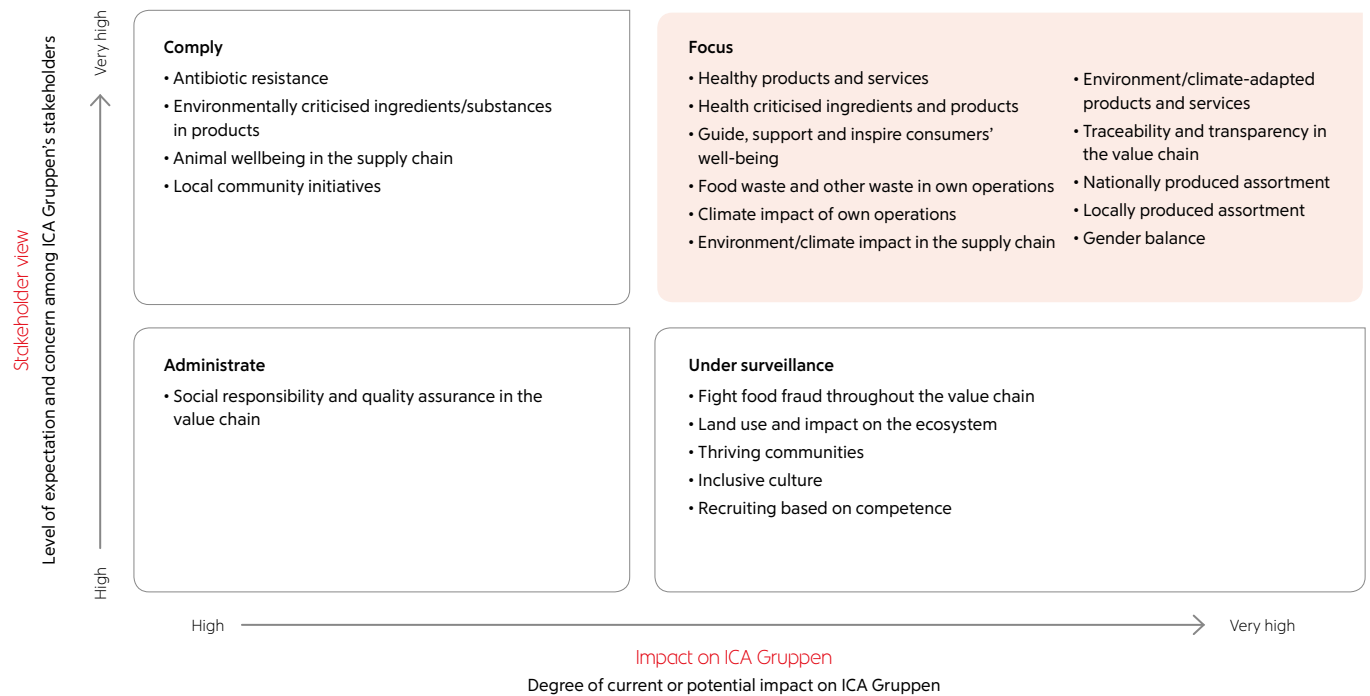 Stakeholder view
Level of expectation and concern among ICA Gruppen's stakeholders
Very high
High
Comply
• Antibiotic resistance
• Environmentally criticised ingredients/substances
in products
• Animal wellbeing in the supply chain
• Local community initiatives
Focus
• Healthy products and services
• Health criticised ingredients and products
• Guide, support and inspire consumers'
well-being
• Food waste and other waste in own operations
• Climate impact of own operations
• Environment/climate impact in the supply chain
• Environment/climate-adapted
products and services
• Traceability and transparency in
the value chain
• Nationally produced assortment
• Locally produced assortment
• Gender balance
Administrate
• Social responsibility and quality assurance in the
value chain
Under surveillance
• Fight food fraud throughout the value chain
• Land use and impact on the ecosystem
• Thriving communities
• Inclusive culture
• Recruiting based on competence
High
Very high
Impact on ICA Gruppen
Degree of current or potential impact on ICA Gruppen